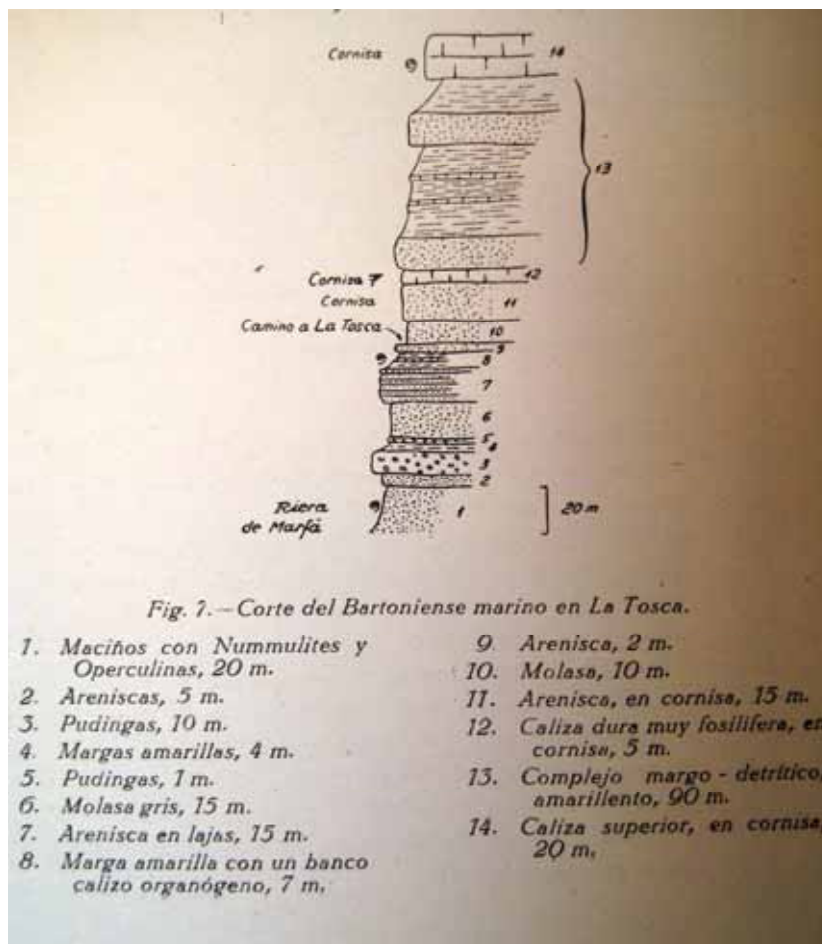 Cornisa
14
13
Cornisa 7
12
Cornisa
11
Camino a La Tosca
10
9
8
7
6
5
4
3
2
Riera
de Marfá
1
20 m
Fig. 7.—Corte del Bartoniense marino en La Tosca.
1. Maciños con Nummulites y
Operculinas, 20 m.
2. Areniscas, 5 m.
3. Pudingas, 10 m.
4. Margas amarillas, 4 m.
5. Pudingas, 1 m.
6. Molasa gris, 15 m.
7. Arenisca en lajas, 15 m.
8. Marga amarilla con un banco
calizo organógeno, 7 m.
9. Arenisca, 2 m.
10. Molasa, 10 m.
11. Arenisca, en cornisa, 15 m.
12. Caliza dura muy fosilífera, en
cornisa, 5 m.
13. Complejo margo - detrítico,
amarillento, 90 m.
14. Caliza superior, en cornisa,
20 m.